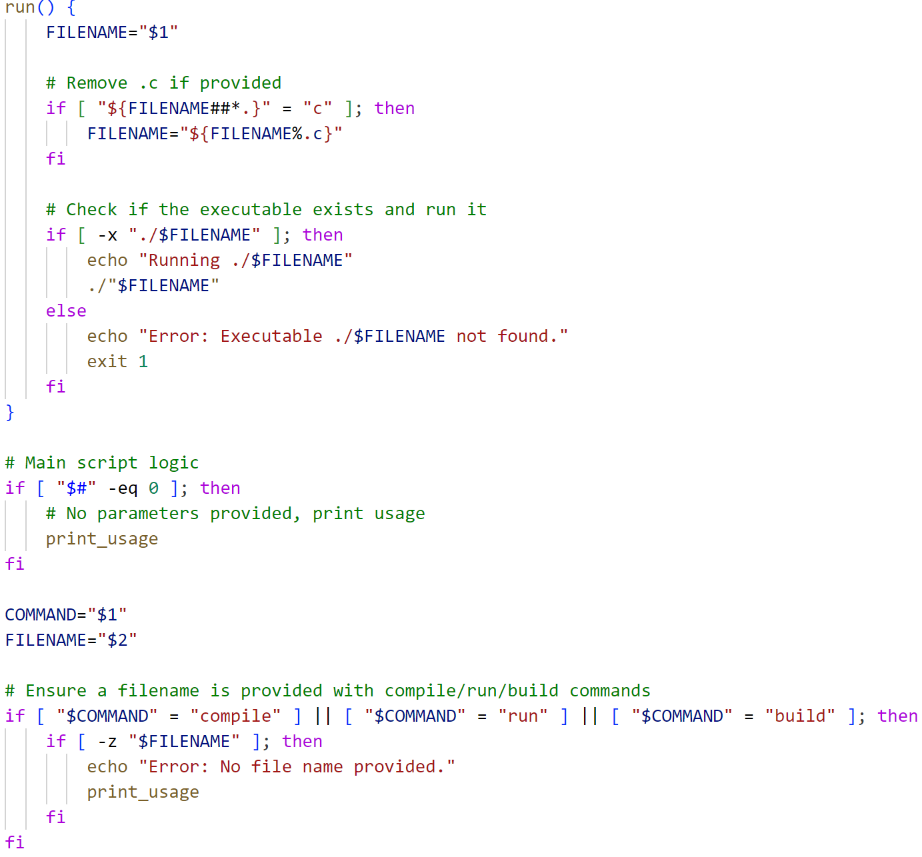 run() {
    FILENAME="$1"

    # Remove .c if provided
    if [ "${FILENAME##*.}" = "c" ]; then
        FILENAME="${FILENAME%.c}"
    fi

    # Check if the executable exists and run it
    if [ -x "./$FILENAME" ]; then
        echo "Running ./$FILENAME"
        ./"$FILENAME"
    else
        echo "Error: Executable ./$FILENAME not found."
        exit 1
    fi
}

# Main script logic
if [ "$#" -eq 0 ]; then
    # No parameters provided, print usage
    print_usage
fi

COMMAND="$1"
FILENAME="$2"

# Ensure a filename is provided with compile/run/build commands
if [ "$COMMAND" = "compile" ] || [ "$COMMAND" = "run" ] || [ "$COMMAND" = "build" ]; then
    if [ -z "$FILENAME" ]; then
        echo "Error: No file name provided."
        print_usage
    fi
fi